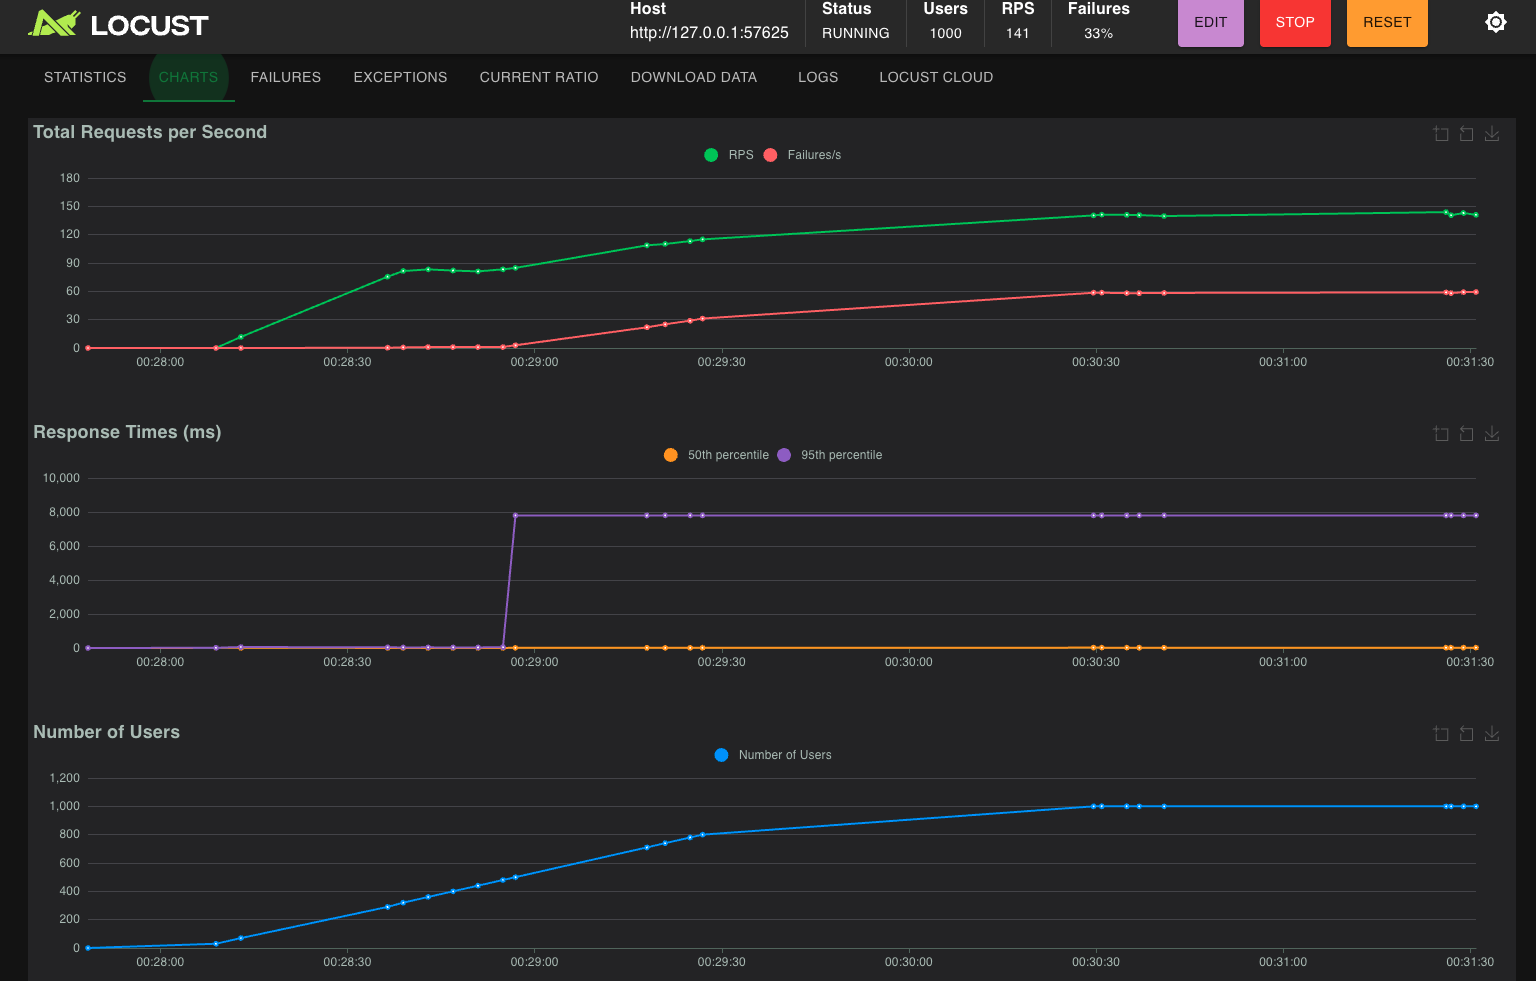 LOCUST
Host
http://127.0.0.1:57625
Status
RUNNING
Users
1000
RPS
141
Failures
33%
EDIT
STOP
RESET
STATISTICS
CHARTS
FAILURES
EXCEPTIONS
CURRENT RATIO
DOWNLOAD DATA
LOGS
LOCUST CLOUD
Total Requests per Second
RPS
Failures/s
180
150
120
90
60
30
0
00:28:00
00:28:30
00:29:00
00:29:30
00:30:00
00:30:30
00:31:00
00:31:30
Response Times (ms)
50th percentile
95th percentile
10,000
8,000
6,000
4,000
2,000
0
00:28:00
00:28:30
00:29:00
00:29:30
00:30:00
00:30:30
00:31:00
00:31:30
Number of Users
Number of Users
1,200
1,000
800
600
400
200
0
00:28:00
00:28:30
00:29:00
00:29:30
00:30:00
00:30:30
00:31:00
00:31:30